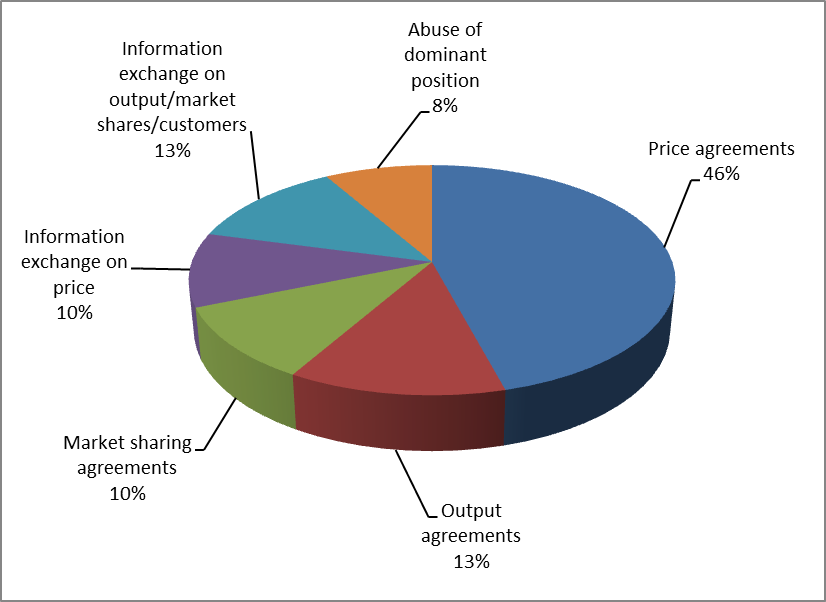 Abuse of
dominant
position
8%
Price agreements
46%
Output
agreements
13%
Market sharing
agreements
10%
Information
exchange on
price
10%
Information
exchange on
output/market
shares/customers
13%